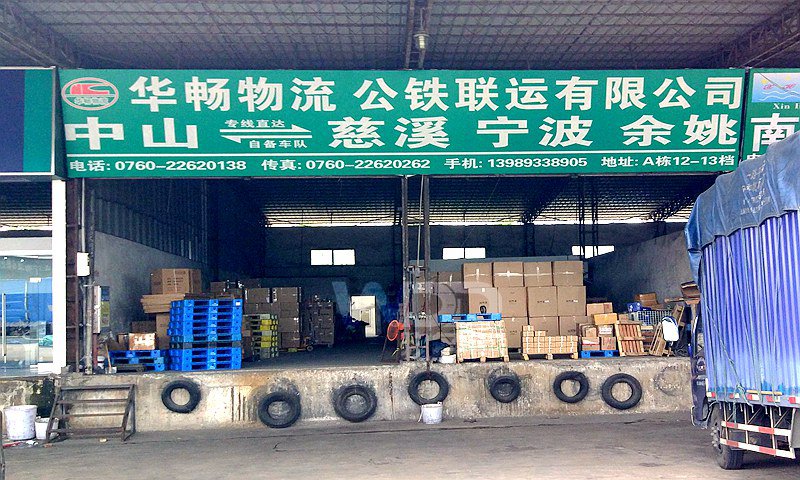 华畅物流 公铁联运有限公司
中山 专线直达 自备车队 慈溪 宁波 余姚
电话: 0760-22620138 传真: 0760-22620262 手机: 13989338905 地址: A栋12-13档
Xin
南